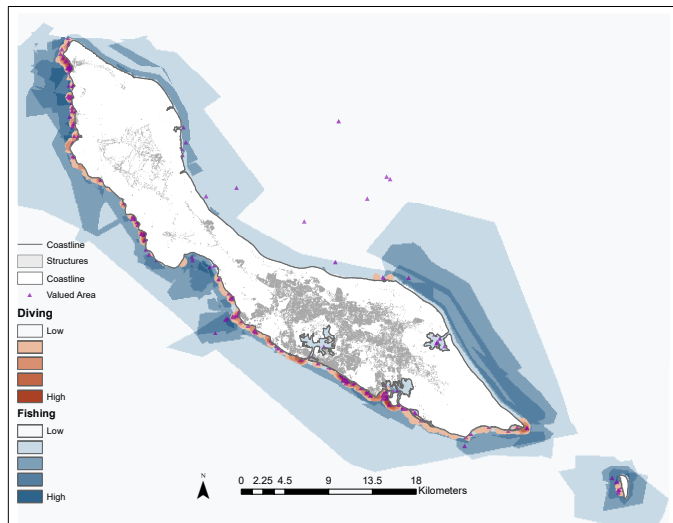 Coastline
Structures
Coastline
Valued Area
Diving
Low
High
Fishing
Low
High
N
0 2.25 4.5 9 13.5 18
Kilometers